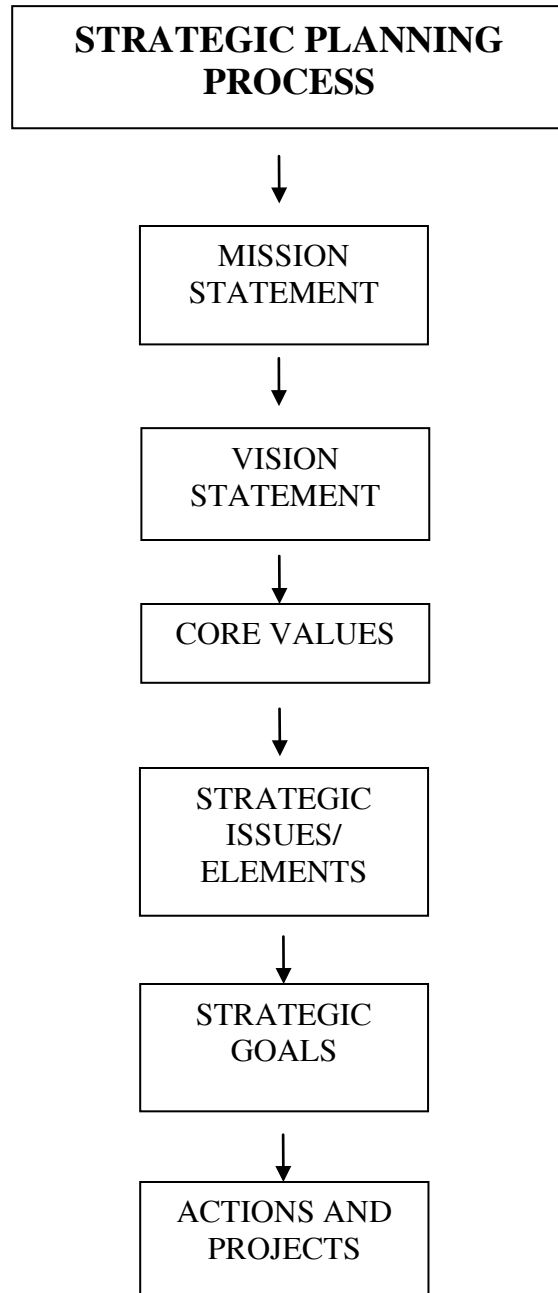 STRATEGIC PLANNING
PROCESS
MISSION
STATEMENT
VISION
STATEMENT
CORE VALUES
STRATEGIC
ISSUES/
ELEMENTS
STRATEGIC
GOALS
ACTIONS AND
PROJECTS